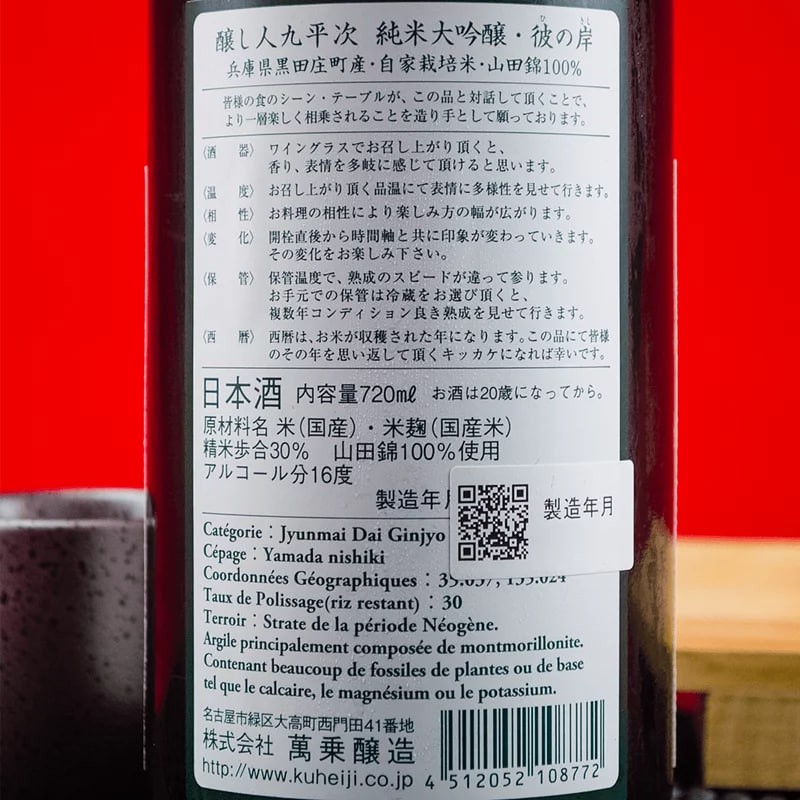 醸し人九平次 純米大吟醸・彼の岸
兵庫県黒田庄町産・自家栽培米・山田錦100%
皆様の食のシーン・テーブルが、この品と対話して頂くことで、
より一層楽しく相乗されることを造り手として願っております。
〈酒 器〉 ワイングラスでお召し上がり頂くと、
香り、表情を多岐に感じて頂けると思います。
〈温 度〉 お召し上がり頂く品温にて表情に多様性を見せて行きます。
〈相 性〉 お料理の相性により楽しみ方の幅が広がります。
〈変 化〉 開栓直後から時間軸と共に印象が変わっていきます。
その変化をお楽しみ下さい。
〈保 管〉 保管温度で、熟成のスピードが違って参ります。
お手元での保管は冷蔵をお選び頂くと、
複数年コンディション良き熟成を見せて行きます。
〈西 暦〉 西暦は、お米が収穫された年になります。この品にて皆様
のその年を思い返して頂くキッカケになれば幸いです。
日本酒 内容量720ml お酒は20歳になってから。
原材料名 米(国産)・米麹(国産米)
精米歩合30% 山田錦100%使用
アルコール分16度
製造年月
製造年月
Catégorie : Jyunmai Dai Ginjyo
Cépage : Yamada nishiki
Coordonnées Géographiques :
Taux de Polissage(riz restant) : 30
Terroir : Strate de la période Néogène.
Argile principalement composée de montmorillonite.
Contenant beaucoup de fossiles de plantes ou de base
tel que le calcaire, le magnésium ou le potassium.
名古屋市緑区大高町西門田41番地
株式会社 萬乗醸造
http://www.kuheiji.co.jp
4 512052 108772